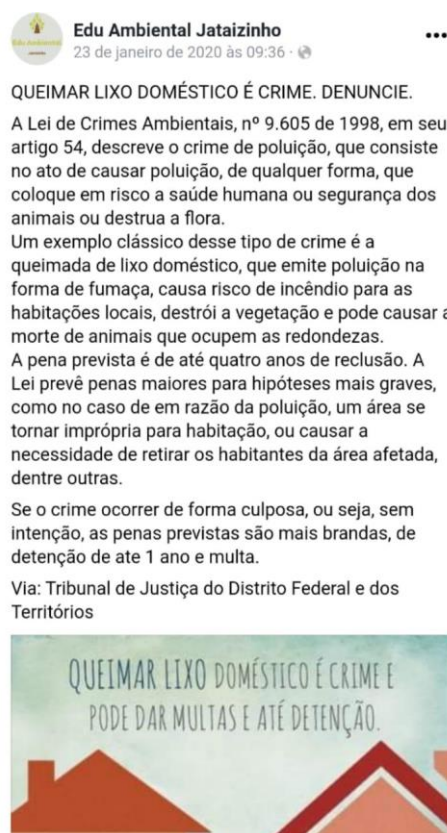 Edu Ambiental Jataizinho
23 de janeiro de 2020 às 09:36 ·
QUEIMAR LIXO DOMÉSTICO É CRIME. DENUNCIE.
A Lei de Crimes Ambientais, nº 9.605 de 1998, em seu
artigo 54, descreve o crime de poluição, que consiste
no ato de causar poluição, de qualquer forma, que
coloque em risco a saúde humana ou segurança dos
animais ou destrua a flora.
Um exemplo clássico desse tipo de crime é a
queimada de lixo doméstico, que emite poluição na
forma de fumaça, causa risco de incêndio para as
habitações locais, destrói a vegetação e pode causar a
morte de animais que ocupem as redondezas.
A pena prevista é de até quatro anos de reclusão. A
Lei prevê penas maiores para hipóteses mais graves,
como no caso de em razão da poluição, um área se
tornar imprópria para habitação, ou causar a
necessidade de retirar os habitantes da área afetada,
dentre outras.
Se o crime ocorrer de forma culposa, ou seja, sem
intenção, as penas previstas são mais brandas, de
detenção de ate 1 ano e multa.
Via: Tribunal de Justiça do Distrito Federal e dos
Territórios
QUEIMAR LIXO DOMÉSTICO É CRIME E
PODE DAR MULTAS E ATÉ DETENÇÃO.